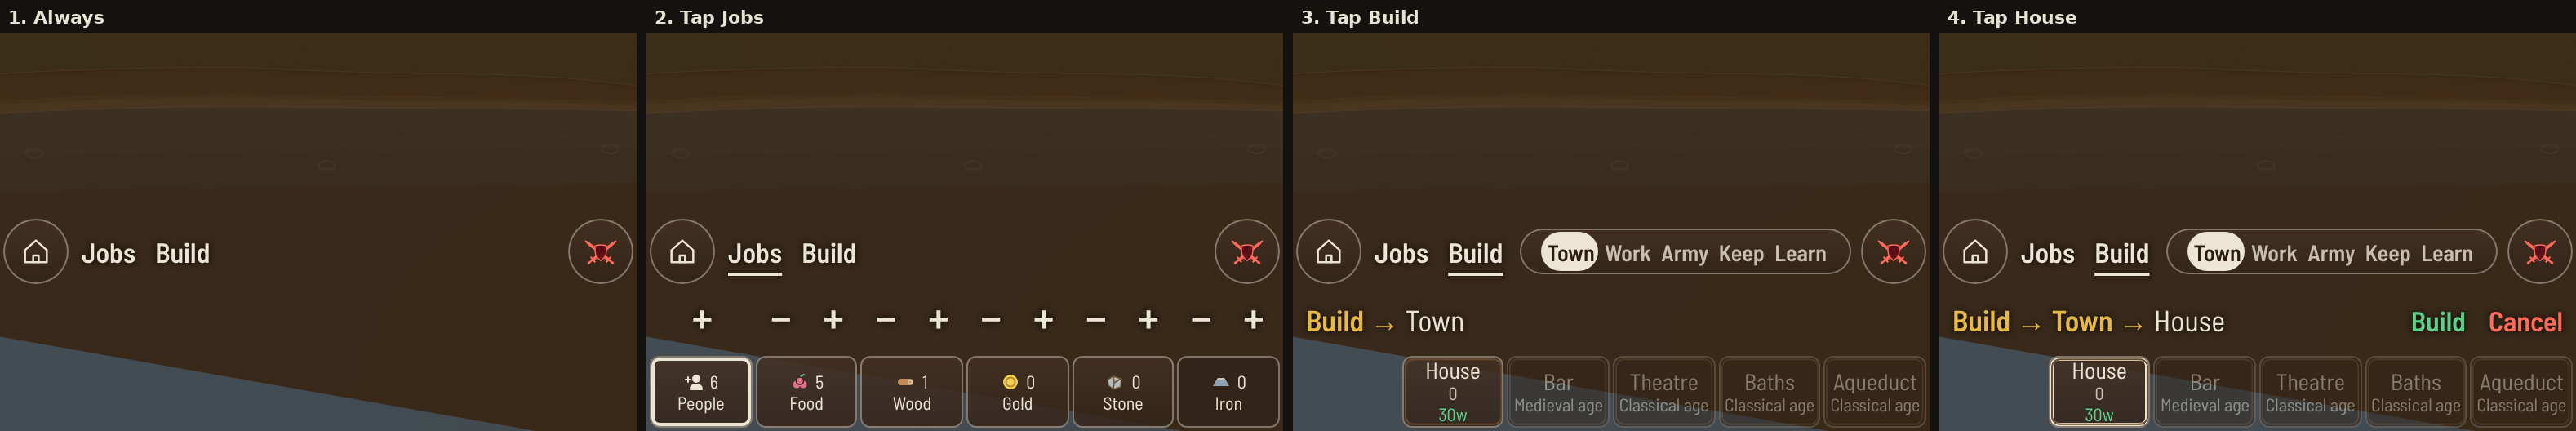 1. Always
Jobs Build
2. Tap Jobs
Jobs Build
+ − + − + − + − + − +
6 5 1 0 0 0
People Food Wood Gold Stone Iron
3. Tap Build
Jobs Build Town Work Army Keep Learn
Build → Town
House Bar Theatre Baths Aqueduct
0 Medieval age Classical age Classical age Classical age
30w
4. Tap House
Jobs Build Town Work Army Keep Learn
Build → Town → House Build Cancel
House Bar Theatre Baths Aqueduct
0 Medieval age Classical age Classical age Classical age
30w